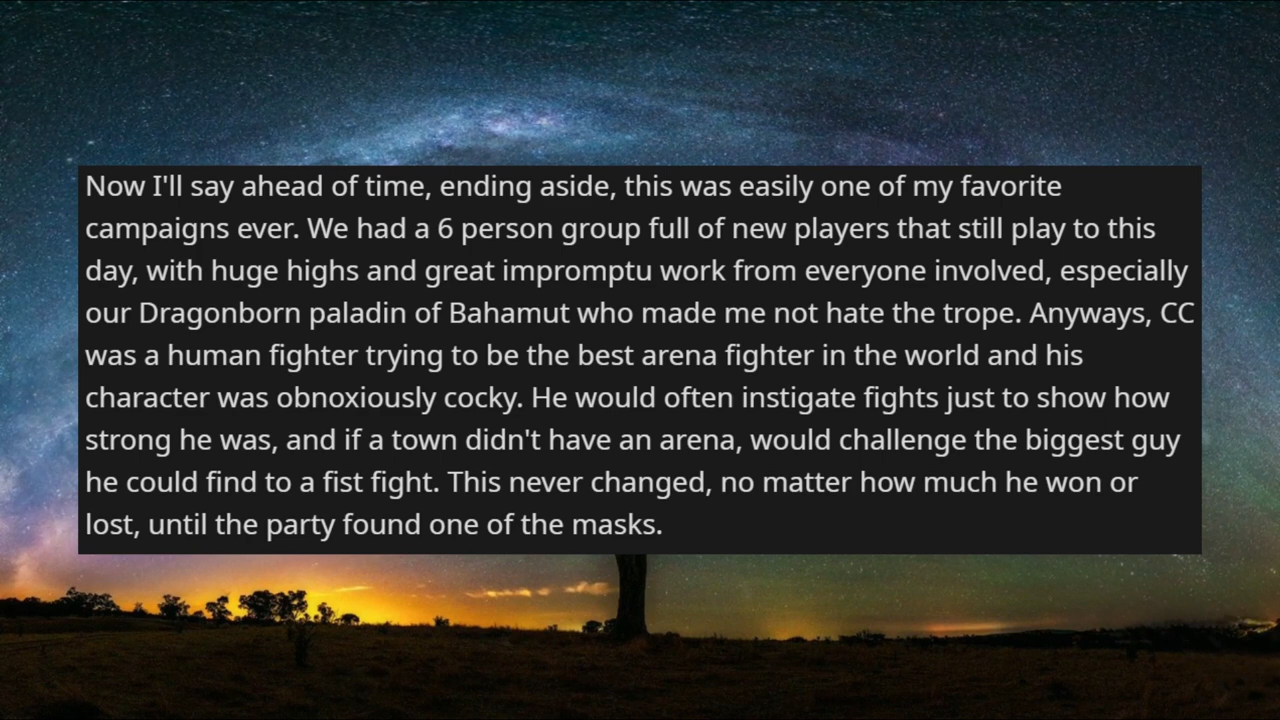 Now I'll say ahead of time, ending aside, this was easily one of my favorite
campaigns ever. We had a 6 person group full of new players that still play to this
day, with huge highs and great impromptu work from everyone involved, especially
our Dragonborn paladin of Bahamut who made me not hate the trope. Anyways, CC
was a human fighter trying to be the best arena fighter in the world and his
character was obnoxiously cocky. He would often instigate fights just to show how
strong he was, and if a town didn't have an arena, would challenge the biggest guy
he could find to a fist fight. This never changed, no matter how much he won or
lost, until the party found one of the masks.